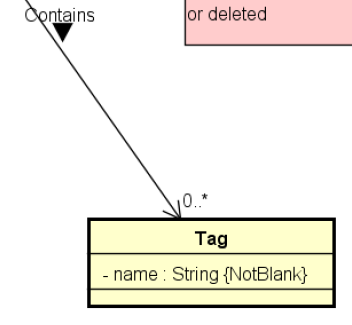 Contains
or deleted
0..*
Tag
- name : String {NotBlank}